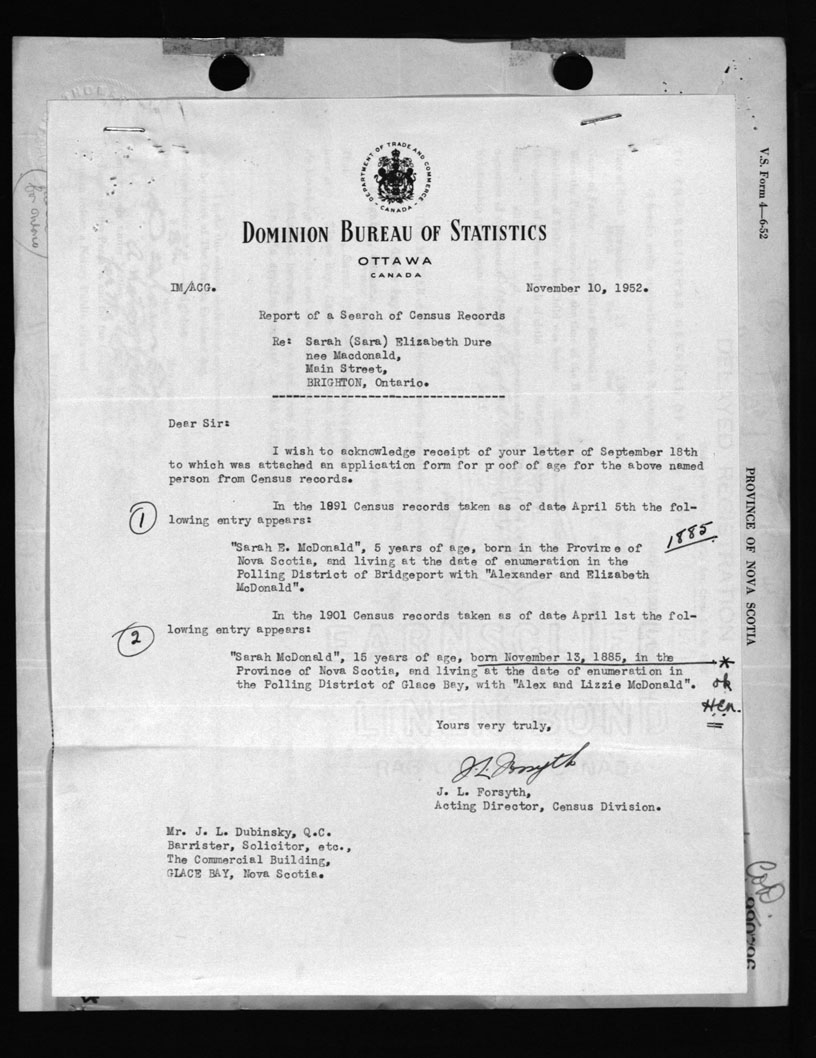 DEPARTMENT OF TRADE AND COMMERCE
CANADA
DOMINION BUREAU OF STATISTICS
OTTAWA
CANADA
IM/ACG. November 10, 1952.
Report of a Search of Census Records
Re: Sarah (Sara) Elizabeth Dure
nee Macdonald,
Main Street,
BRIGHTON, Ontario.
Dear Sir:
I wish to acknowledge receipt of your letter of September 18th
to which was attached an application form for proof of age for the above named
person from Census records.
1 In the 1891 Census records taken as of date April 5th the fol-
lowing entry appears:
1885.
"Sarah E. McDonald", 5 years of age, born in the Province of
Nova Scotia, and living at the date of enumeration in the
Polling District of Bridgeport with "Alexander and Elizabeth
McDonald".
2 In the 1901 Census records taken as of date April 1st the fol-
lowing entry appears:
"Sarah McDonald", 15 years of age, born November 13, 1885, in the *
Province of Nova Scotia, and living at the date of enumeration in
the Polling District of Glace Bay, with "Alex and Lizzie McDonald". ok
Yours very truly,
J. L. Forsyth
J. L. Forsyth,
Acting Director, Census Division.
Mr. J. L. Dubinsky, Q.C.
Barrister, Solicitor, etc.,
The Commercial Building,
GLACE BAY, Nova Scotia.
V.S. Form 4—6-52
PROVINCE OF NOVA SCOTIA